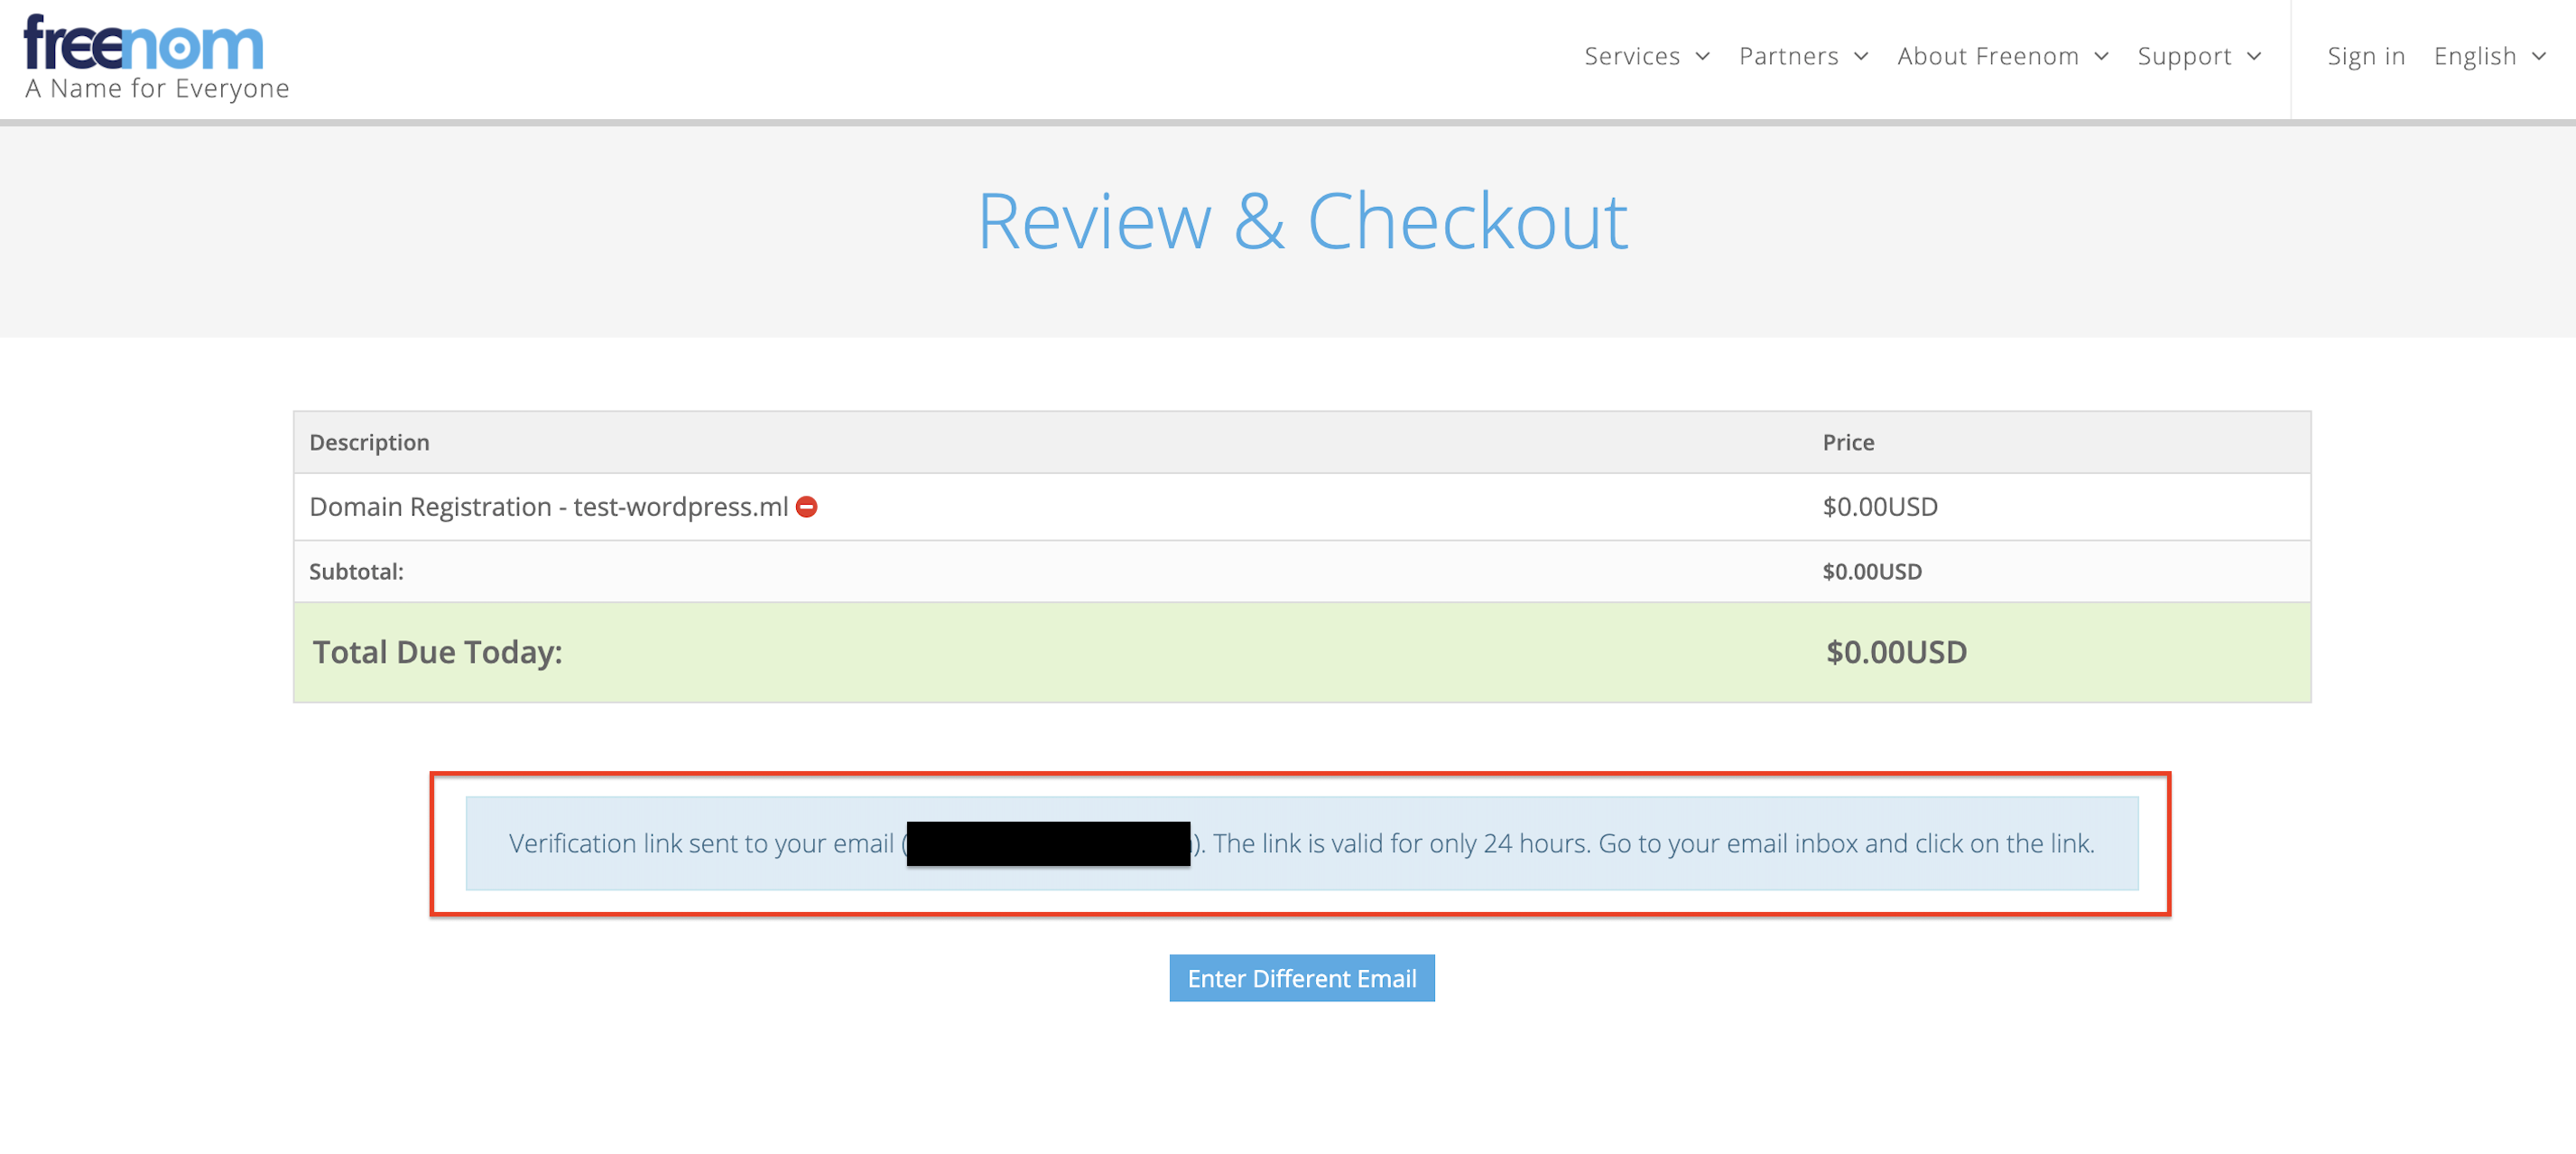 freenom
A Name for Everyone
Services Partners About Freenom Support Sign in English
Review & Checkout
Description Price
Domain Registration - test-wordpress.ml $0.00USD
Subtotal: $0.00USD
Total Due Today: $0.00USD
Verification link sent to your email ( ). The link is valid for only 24 hours. Go to your email inbox and click on the link.
Enter Different Email